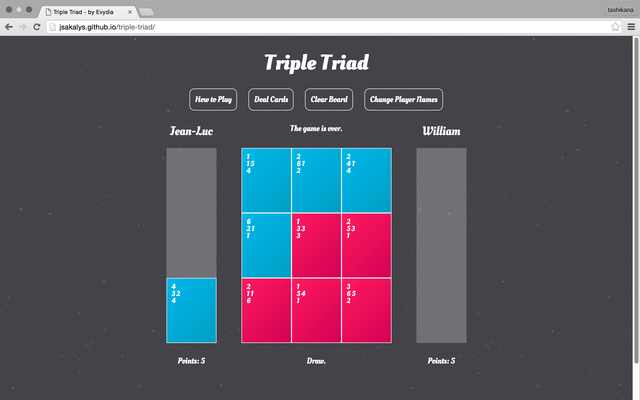 Triple Triad - by Evydia
tashikana
jsakalys.github.io/triple-triad/
Triple Triad
How to Play
Deal Cards
Clear Board
Change Player Names
Jean-Luc
The game is over.
William
1
1 5
4
2
6 1
2
2
4 1
4
6
2 1
1
1
3 3
3
2
5 3
1
4
3 2
4
2
1 1
6
1
5 4
1
3
6 5
2
Points: 5
Draw.
Points: 5